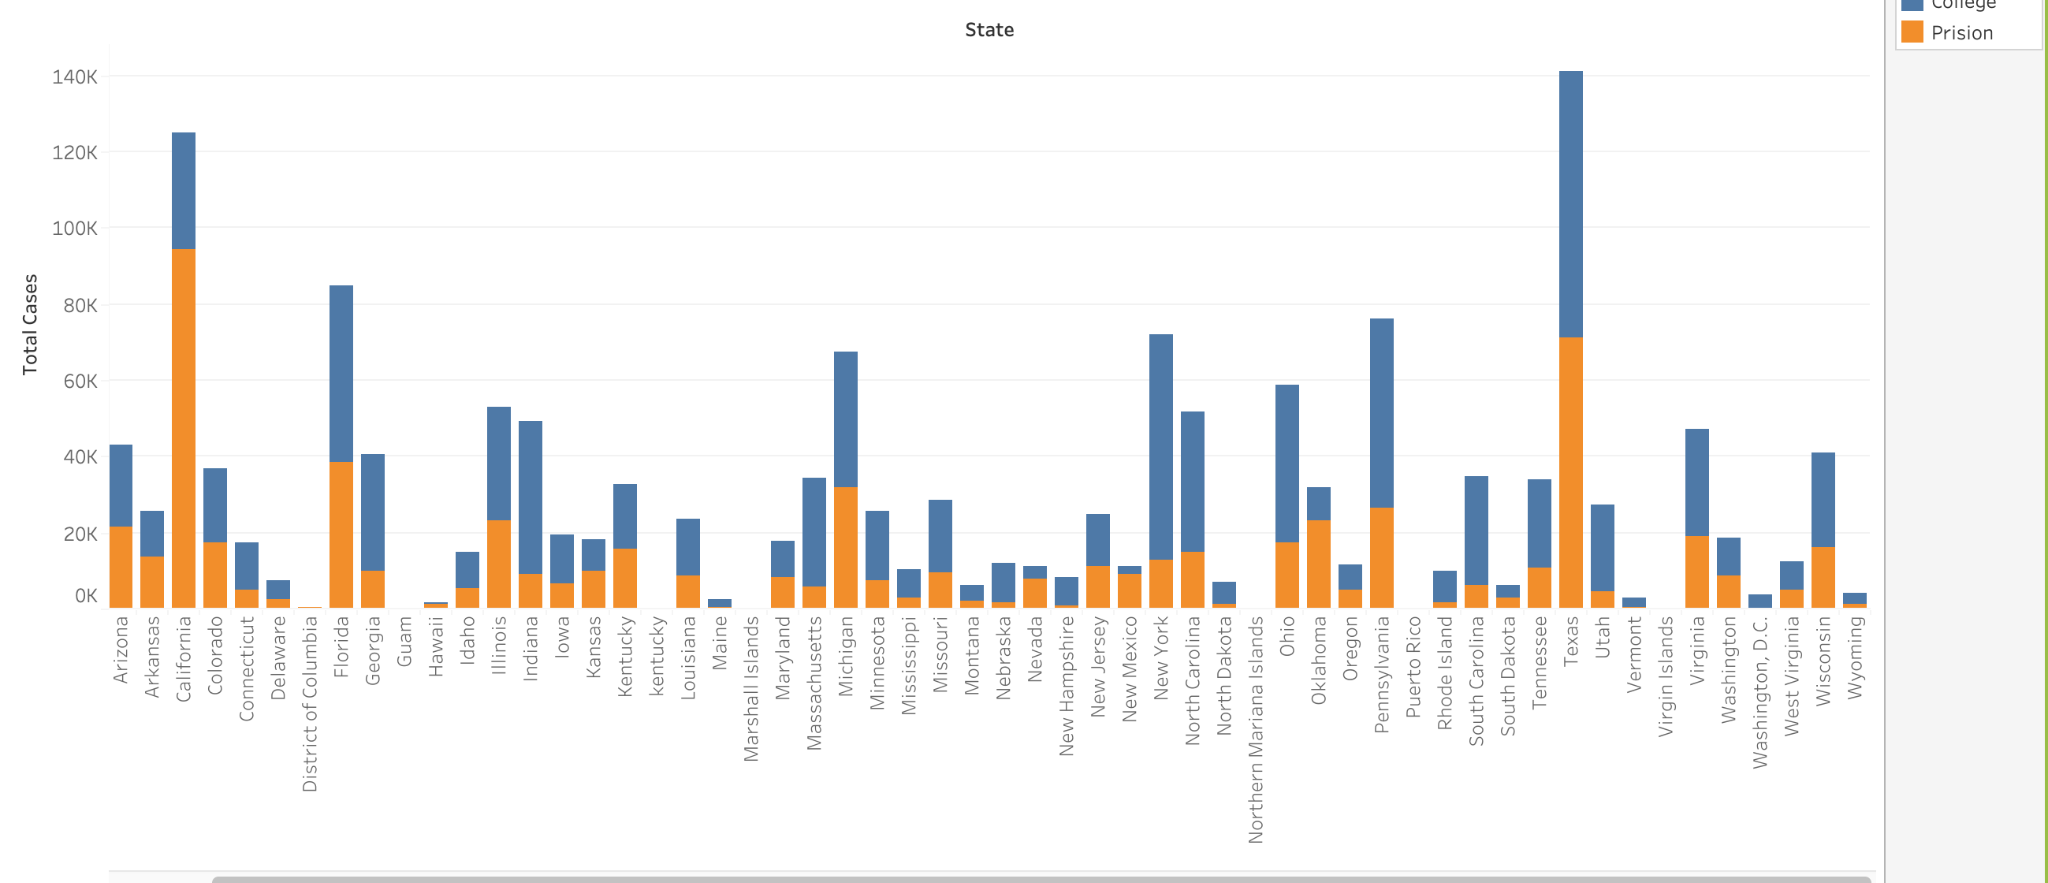 State
College
Prision
Total Cases
140K
120K
100K
80K
60K
40K
20K
0K
Arizona
Arkansas
California
Colorado
Connecticut
Delaware
District of Columbia
Florida
Georgia
Guam
Hawaii
Idaho
Illinois
Indiana
Iowa
Kansas
Kentucky
kentucky
Louisiana
Maine
Marshall Islands
Maryland
Massachusetts
Michigan
Minnesota
Mississippi
Missouri
Montana
Nebraska
Nevada
New Hampshire
New Jersey
New Mexico
New York
North Carolina
North Dakota
Northern Mariana Islands
Ohio
Oklahoma
Oregon
Pennsylvania
Puerto Rico
Rhode Island
South Carolina
South Dakota
Tennessee
Texas
Utah
Vermont
Virgin Islands
Virginia
Washington
Washington, D.C.
West Virginia
Wisconsin
Wyoming